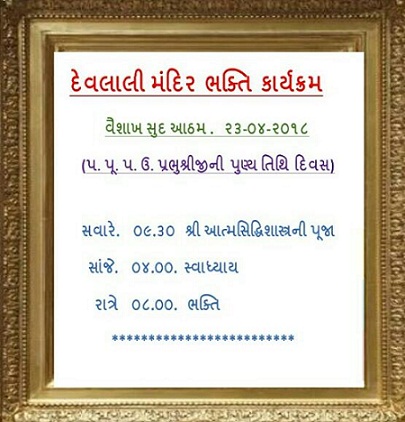 દેવલાલી મંદિર ભક્તિ કાર્યક્રમ
વૈશાખ સુદ આઠમ . ૨૩-૦૪-૨૦૧૮
(પ. પૂ. પ. ઉ. પ્રભુશ્રીજીની પુણ્ય તિથિ દિવસ)
સવારે. ૦૯.૩૦ શ્રી આત્મસિદ્ધિશાસ્ત્રની પૂજા
સાંજે. ૦૪.૦૦. સ્વાધ્યાય
રાત્રે ૦૮.૦૦. ભક્તિ
*************************